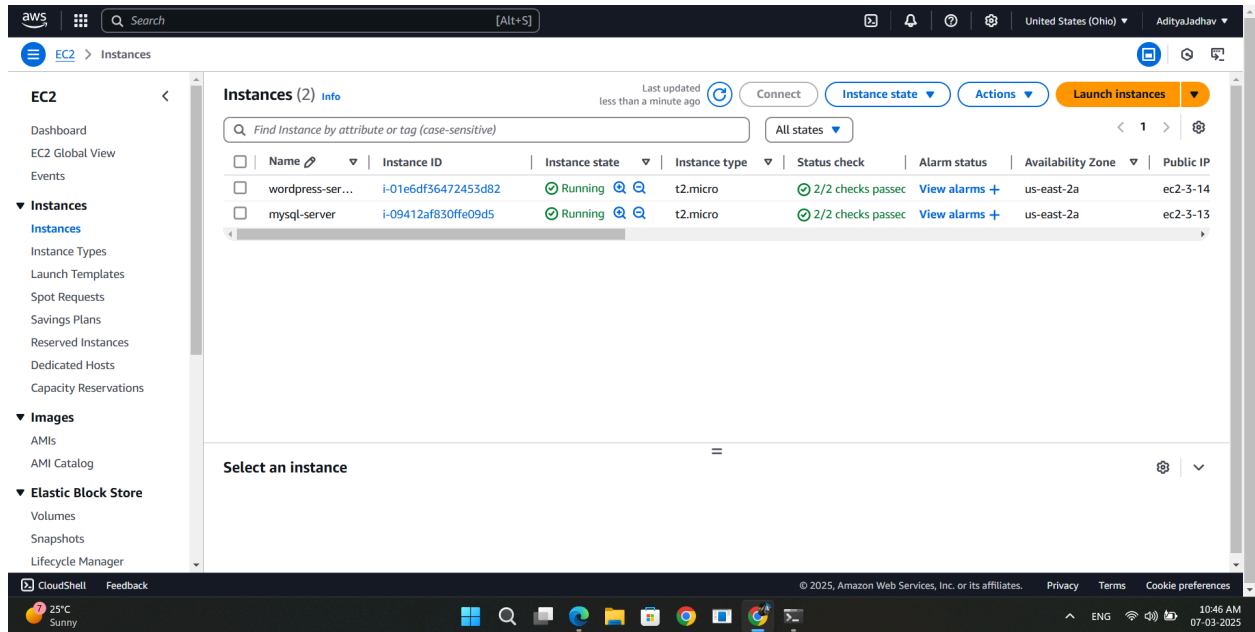 aws Search [Alt+S] United States (Ohio) AdityaJadhav
EC2 > Instances
EC2
Dashboard
EC2 Global View
Events
Instances
Instances
Instance Types
Launch Templates
Spot Requests
Savings Plans
Reserved Instances
Dedicated Hosts
Capacity Reservations
Images
AMIs
AMI Catalog
Elastic Block Store
Volumes
Snapshots
Lifecycle Manager
Instances (2) Info
Last updated
less than a minute ago
Connect Instance state Actions Launch instances
Find Instance by attribute or tag (case-sensitive) All states 1
Name Instance ID Instance state Instance type Status check Alarm status Availability Zone Public IP
wordpress-ser... i-01e6df36472453d82 Running t2.micro 2/2 checks passec View alarms + us-east-2a ec2-3-14
mysql-server i-09412af830ffe09d5 Running t2.micro 2/2 checks passec View alarms + us-east-2a ec2-3-13
Select an instance
CloudShell Feedback © 2025, Amazon Web Services, Inc. or its affiliates. Privacy Terms Cookie preferences
7 25°C
Sunny
ENG 10:46 AM
07-03-2025